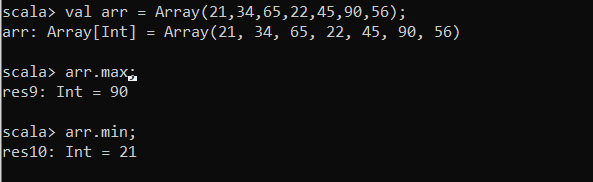 scala> val arr = Array(21,34,65,22,45,90,56);
arr: Array[Int] = Array(21, 34, 65, 22, 45, 90, 56)
scala> arr.max;
res9: Int = 90
scala> arr.min;
res10: Int = 21